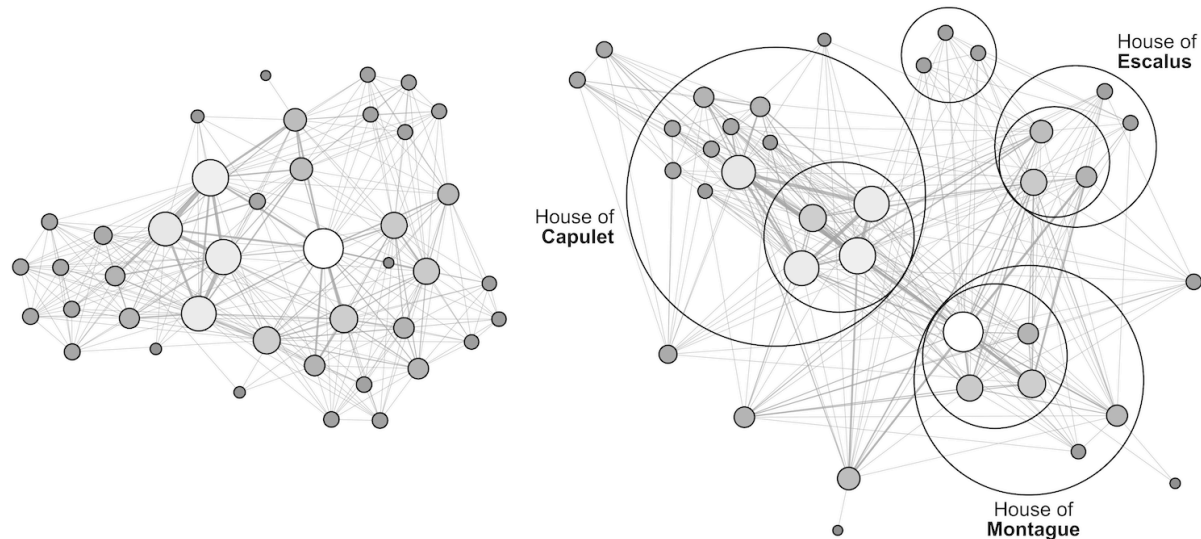 House of
Escalus
House of
Capulet
House of
Montague